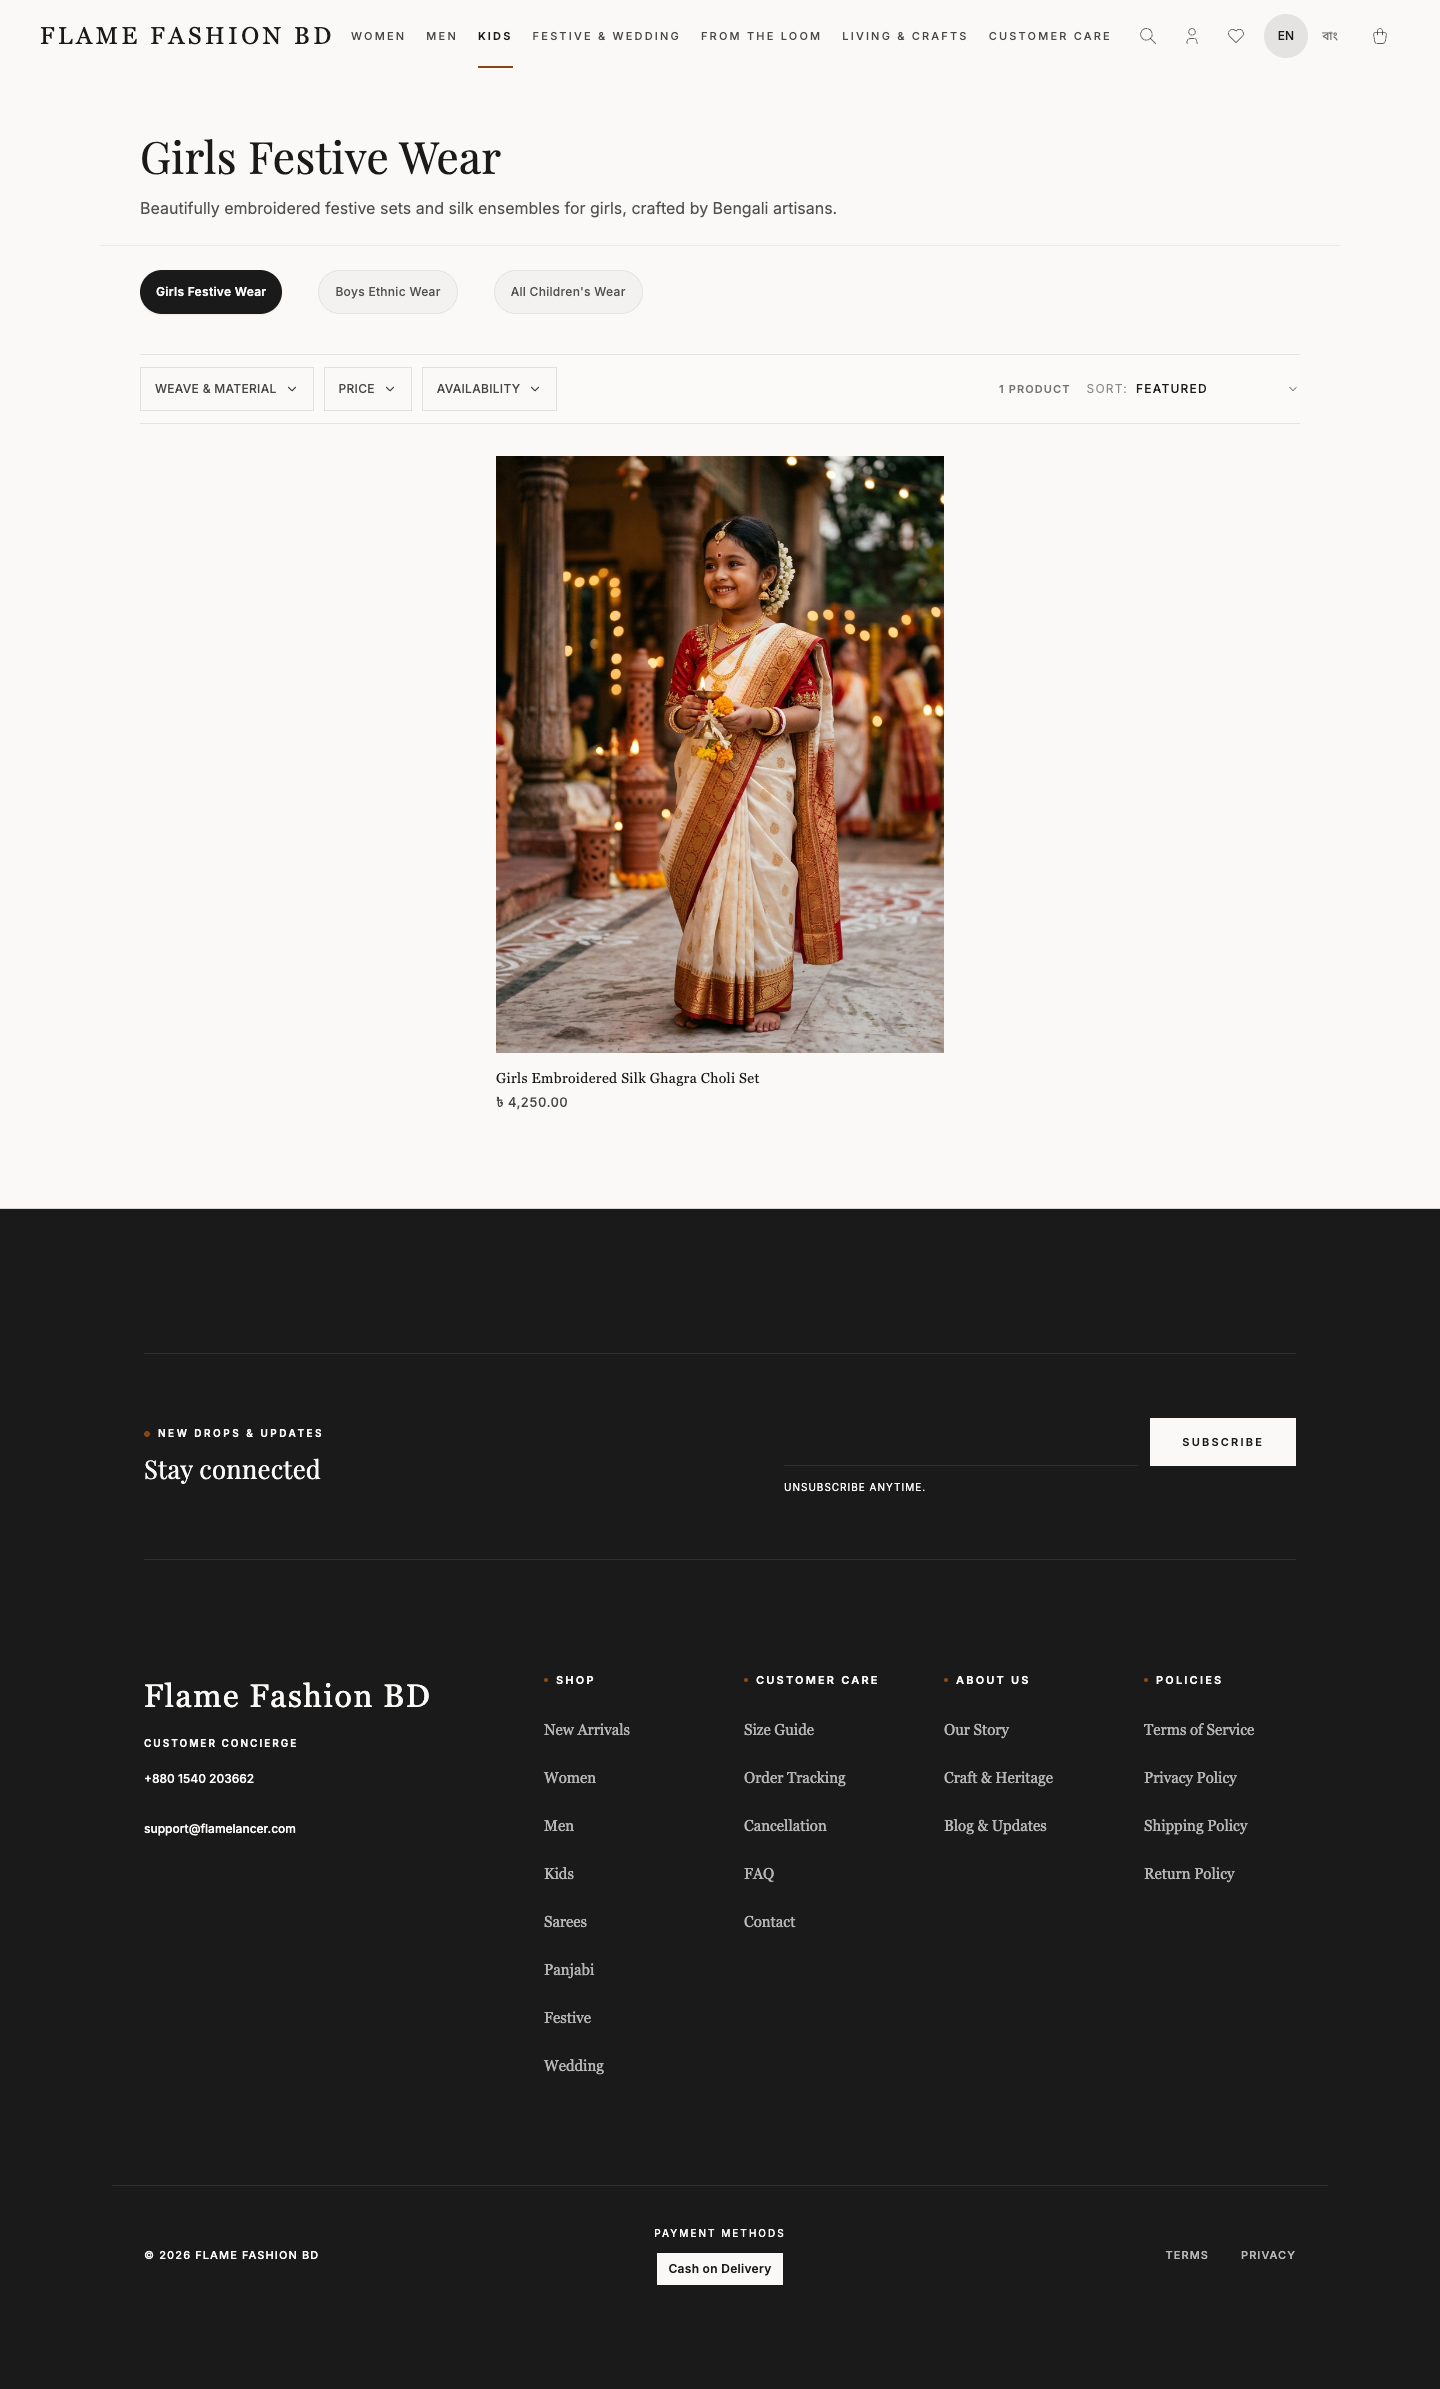 FLAME FASHION BD
WOMEN MEN KIDS FESTIVE & WEDDING FROM THE LOOM LIVING & CRAFTS CUSTOMER CARE EN বাং
Girls Festive Wear
Beautifully embroidered festive sets and silk ensembles for girls, crafted by Bengali artisans.
Girls Festive Wear Boys Ethnic Wear All Children's Wear
WEAVE & MATERIAL PRICE AVAILABILITY 1 PRODUCT SORT: FEATURED
Girls Embroidered Silk Ghagra Choli Set
৳ 4,250.00
NEW DROPS & UPDATES
Stay connected
SUBSCRIBE
UNSUBSCRIBE ANYTIME.
Flame Fashion BD
CUSTOMER CONCIERGE
+880 1540 203662
support@flamelancer.com
SHOP
New Arrivals
Women
Men
Kids
Sarees
Panjabi
Festive
Wedding
CUSTOMER CARE
Size Guide
Order Tracking
Cancellation
FAQ
Contact
ABOUT US
Our Story
Craft & Heritage
Blog & Updates
POLICIES
Terms of Service
Privacy Policy
Shipping Policy
Return Policy
© 2026 FLAME FASHION BD
PAYMENT METHODS
Cash on Delivery
TERMS PRIVACY